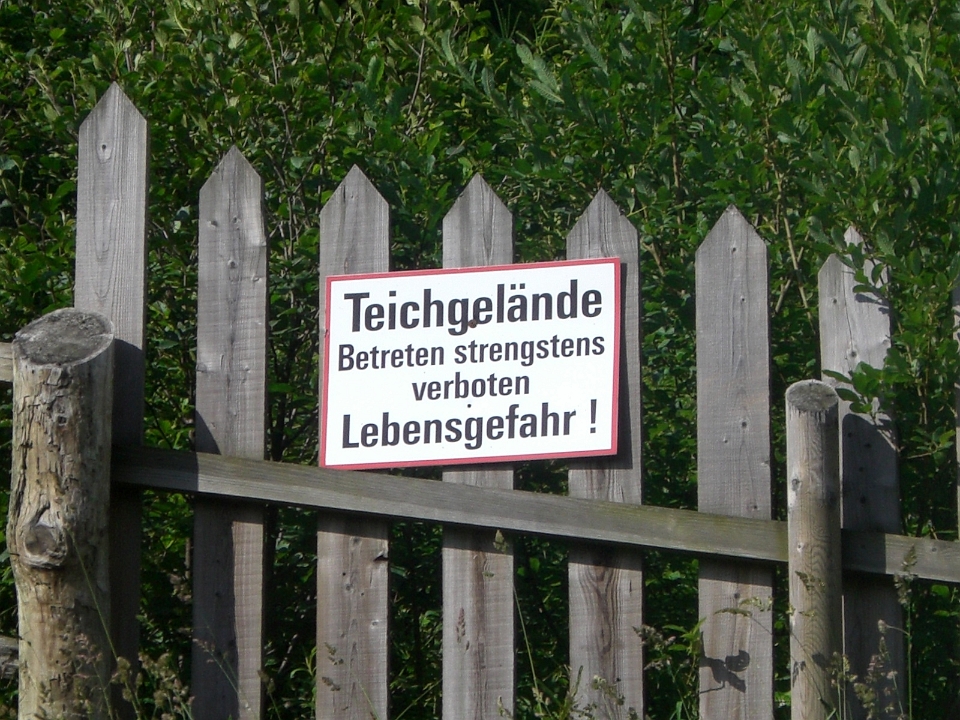 Teichgelände
Betreten strengstens
verboten
Lebensgefahr !